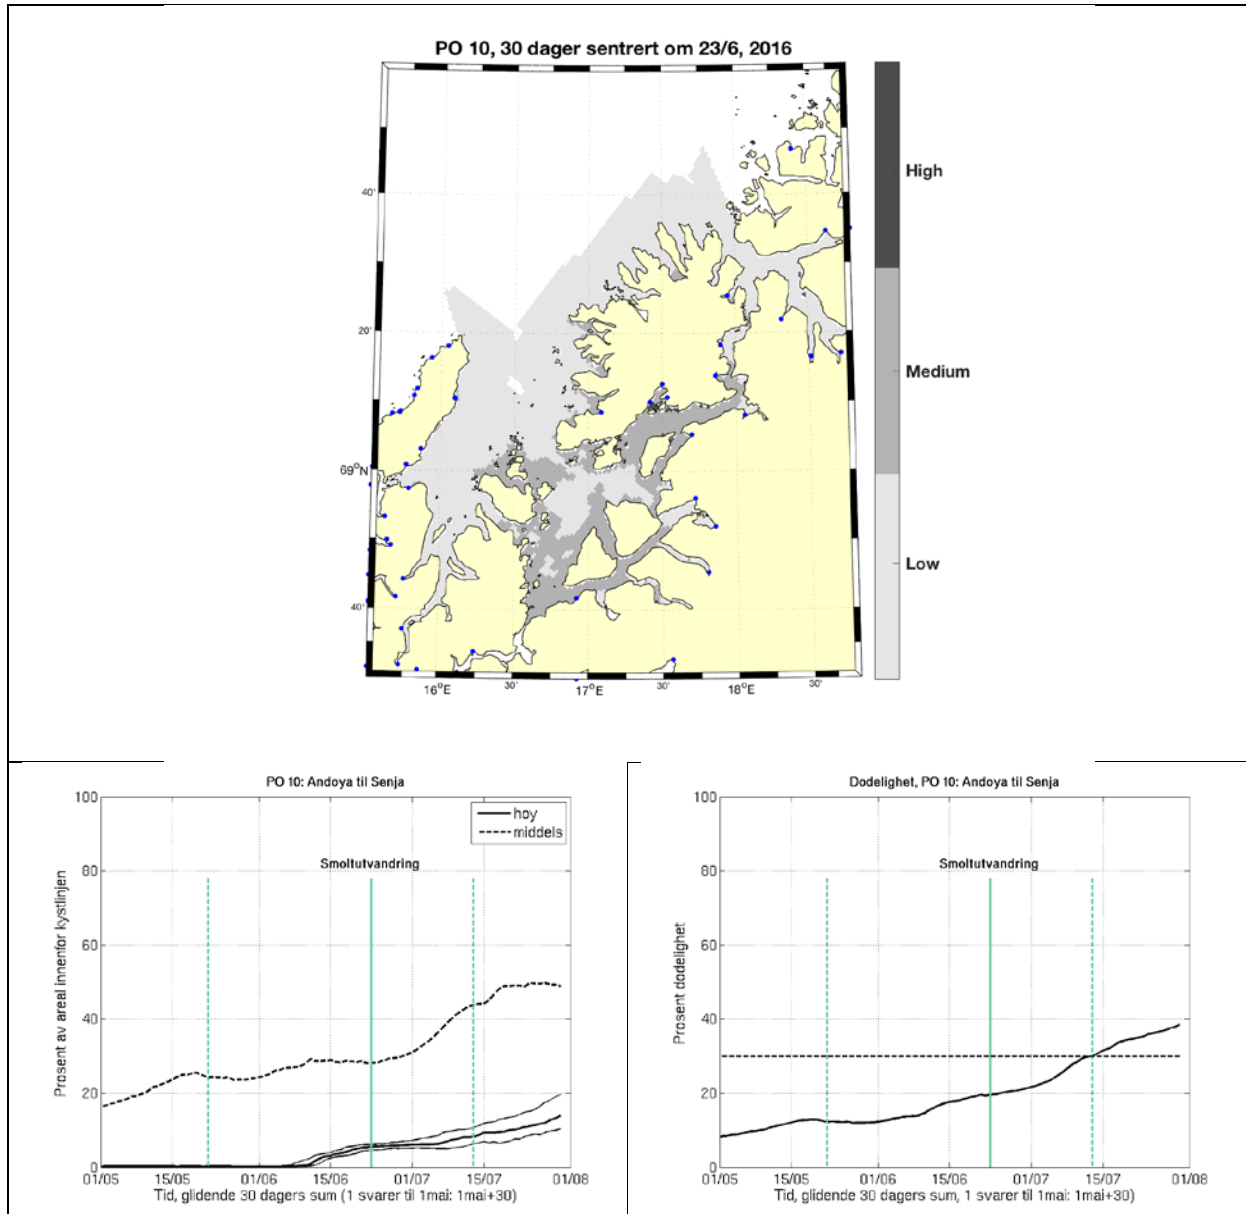 PO 10, 30 dager sentrert om 23/6, 2016
High
40'
20'
Medium
69°N
Low
40'
16°E
30'
17°E
30'
18°E
30'
PO 10: Andoya til Senja
100
hoy
middels
80
Smoltutvandring
60
40
20
0
Prosent av areal innenfor kystlinjen
01/05
15/05
01/06
15/06
01/07
15/07
01/08
Tid, glidende 30 dagers sum (1 svarer til 1mai: 1mai+30)
Dodelighet, PO 10: Andoya til Senja
100
80
Smoltutvandring
60
40
20
0
Prosent dodelighet
01/05
15/05
01/06
15/06
01/07
15/07
01/08
Tid, glidende 30 dagers sum, 1 svarer til 1mai: 1mai+30)